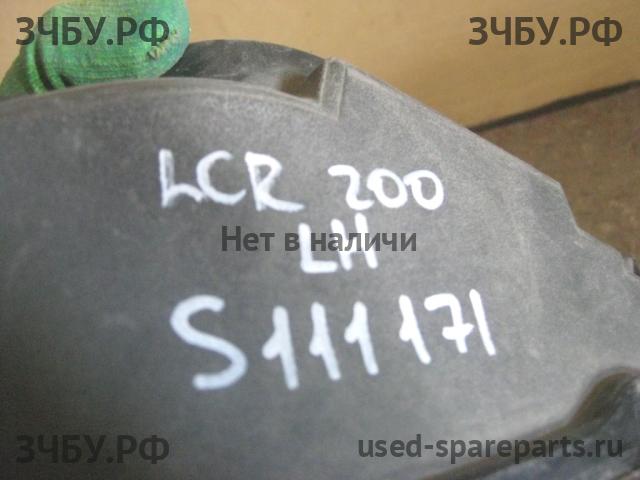 ЗЧБУ.РФ ЗЧБУ.РФ
LCR 200
Нет в наличи
LH
S111171
ЗЧБУ.РФ used-spareparts.ru